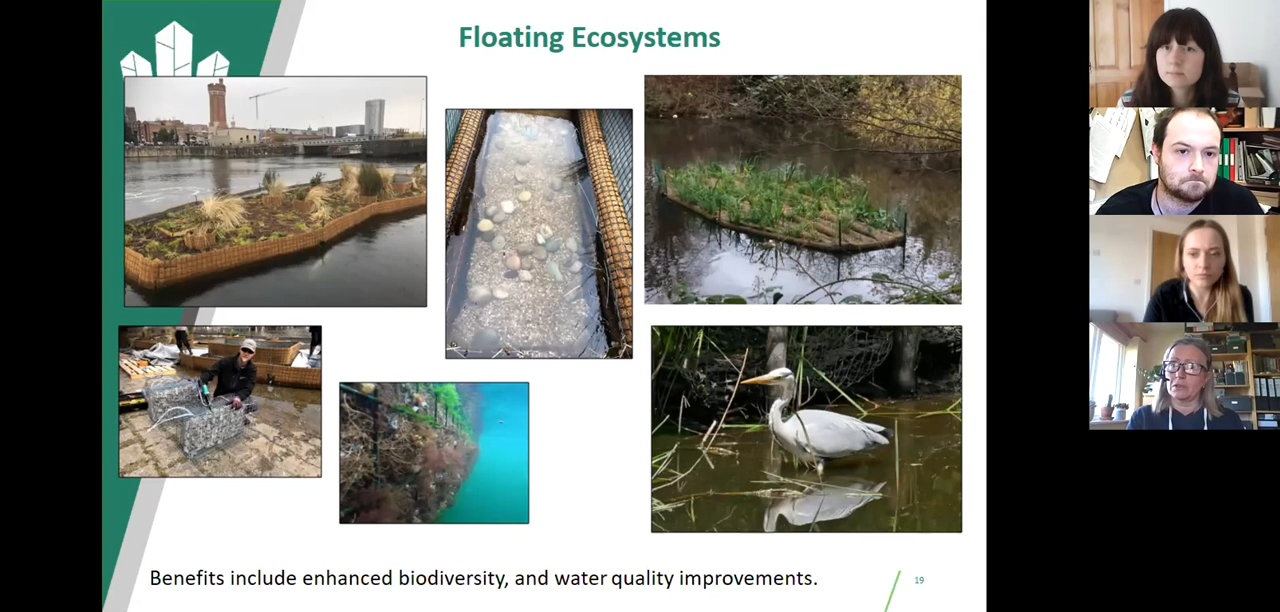 Floating Ecosystems
Benefits include enhanced biodiversity, and water quality improvements.
19